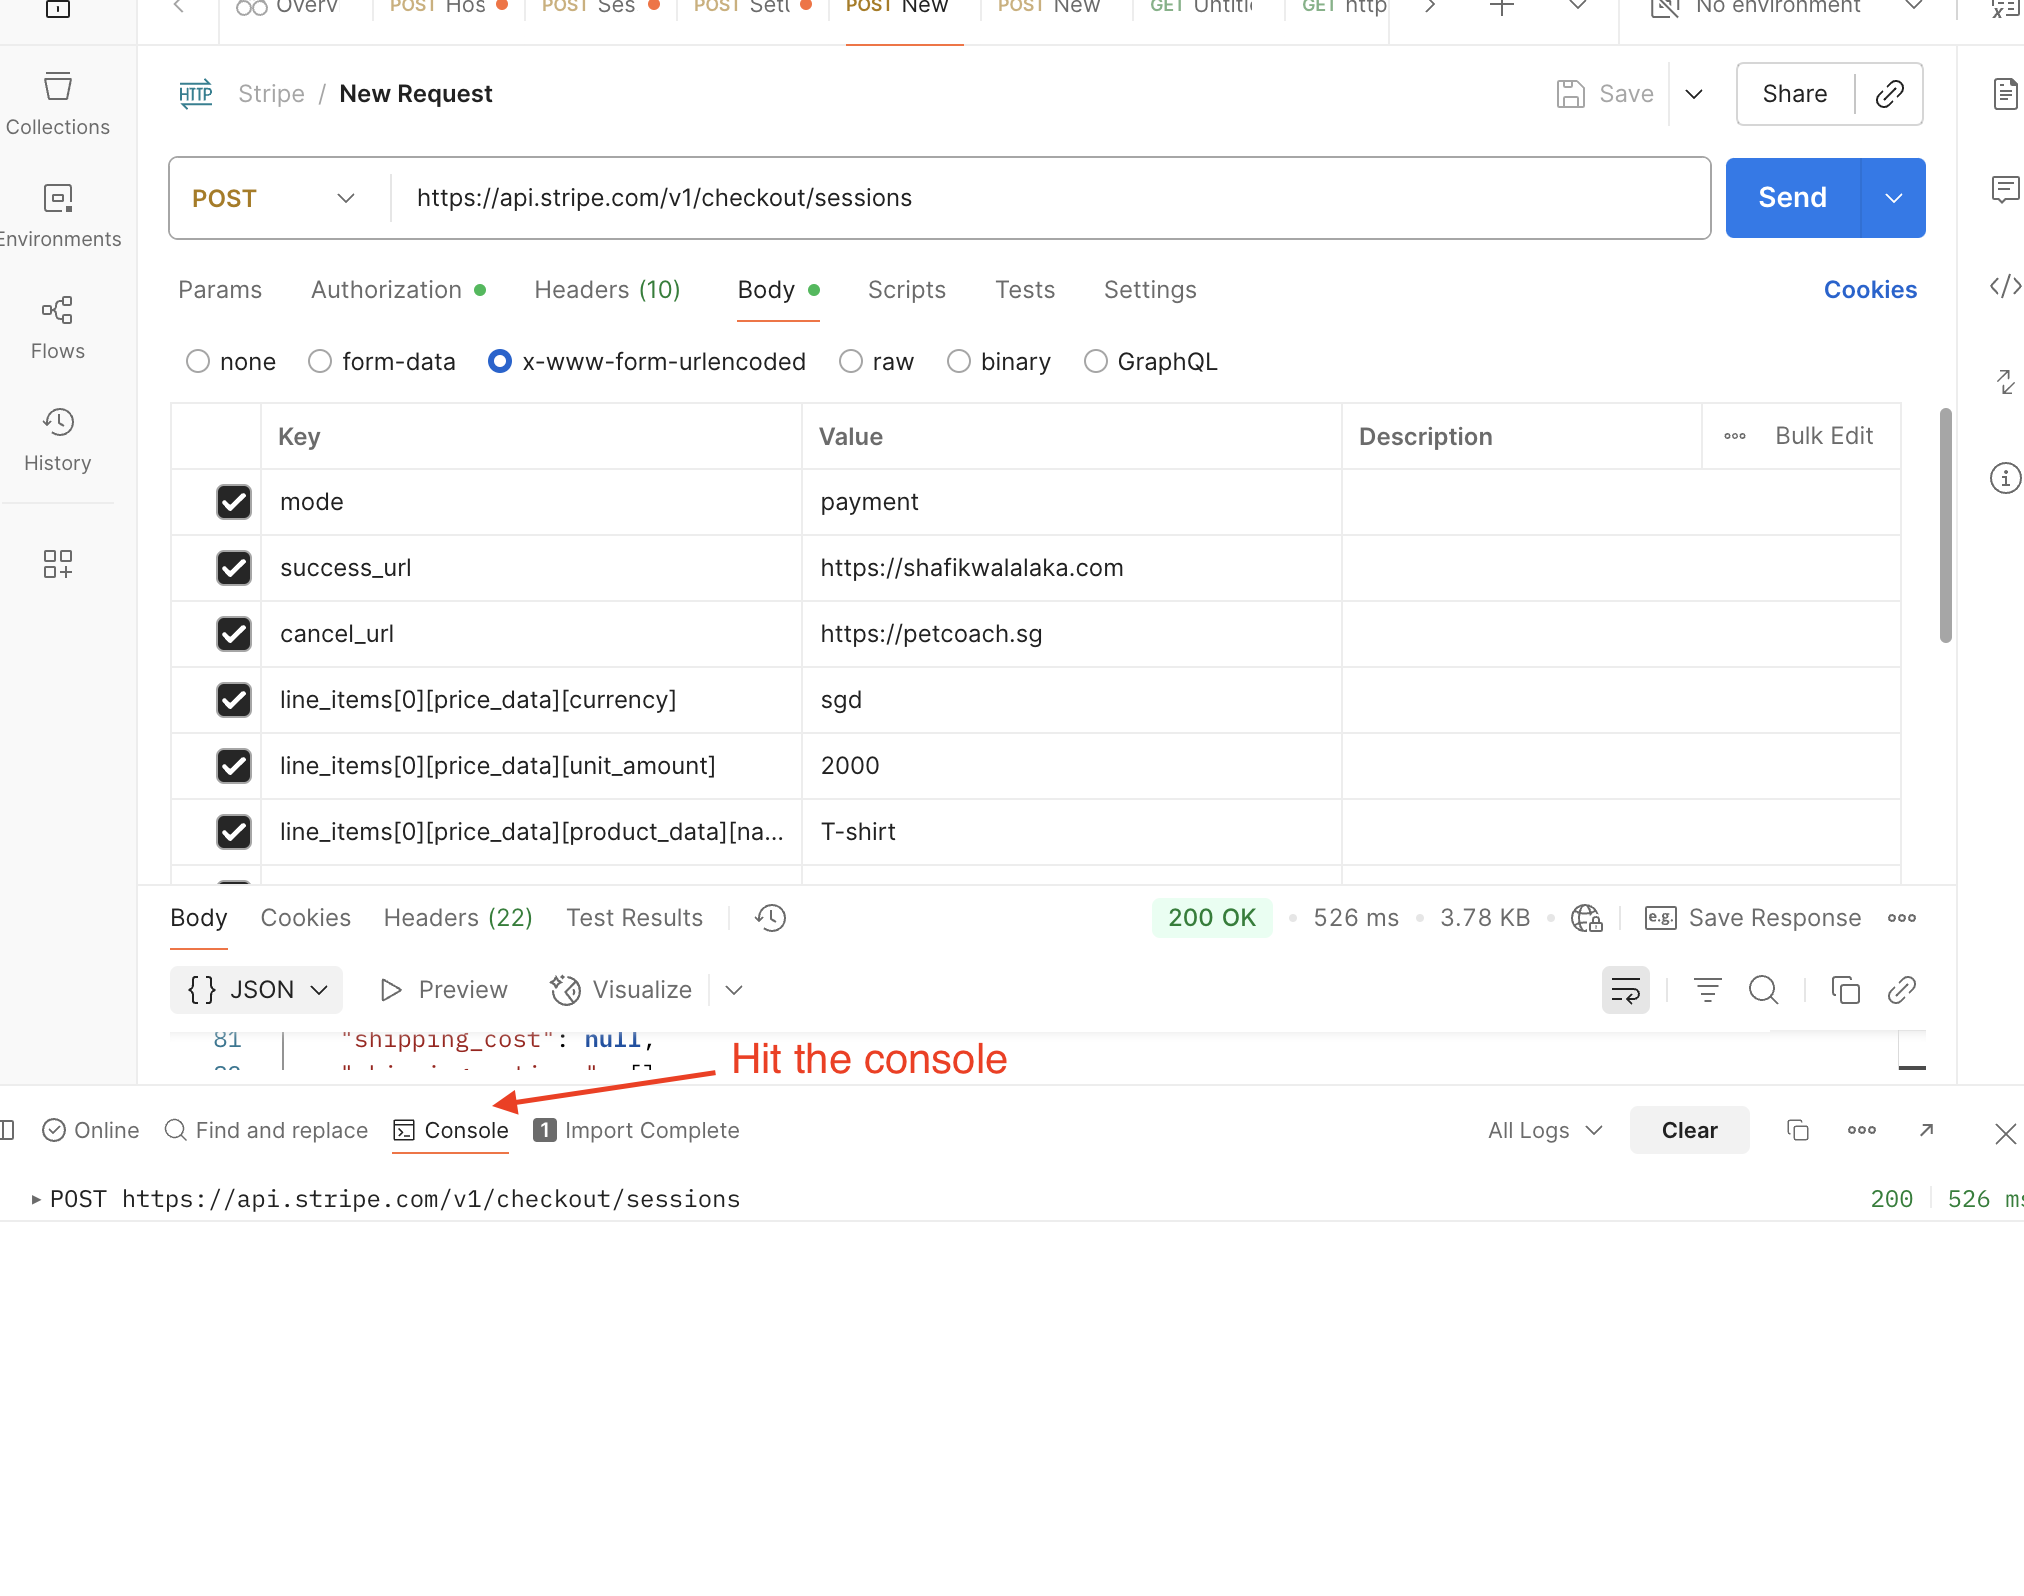 Overv
POST Hos
POST Ses
POST Setl
POST New
POST New
GET
GET http
No environment
Collections
Environments
Flows
History
HTTP Stripe / New Request
Save
Share
POST https://api.stripe.com/v1/checkout/sessions
Send
Params Authorization Headers (10) Body Scripts Tests Settings Cookies
none form-data x-www-form-urlencoded raw binary GraphQL
Key Value Description ooo Bulk Edit
mode payment
success_url https://shafikwalalaka.com
cancel_url https://petcoach.sg
line_items[0][price_data][currency] sgd
line_items[0][price_data][unit_amount] 2000
line_items[0][price_data][product_data][na... T-shirt
Body Cookies Headers (22) Test Results 200 OK • 526 ms • 3.78 KB • e.g. Save Response ooo
{} JSON Preview Visualize
81 "shipping_cost": null,
Hit the console
Online Find and replace Console 1 Import Complete All Logs Clear
POST https://api.stripe.com/v1/checkout/sessions 200 526 ms